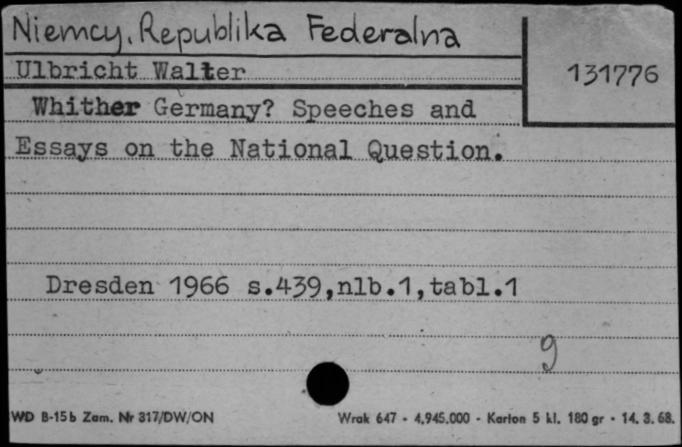 Niemcy, Republika Federalna
Ulbricht Walter
131776
Whither Germany? Speeches and
Essays on the National Question.
Dresden 1966 s.439,nlb.1,tabl.1
g
WD B-15b Zam. Nr 317/DW/ON
Wrak 647 - 4.945.000 - Karton 5 kl. 180 gr - 14. 3. 68.